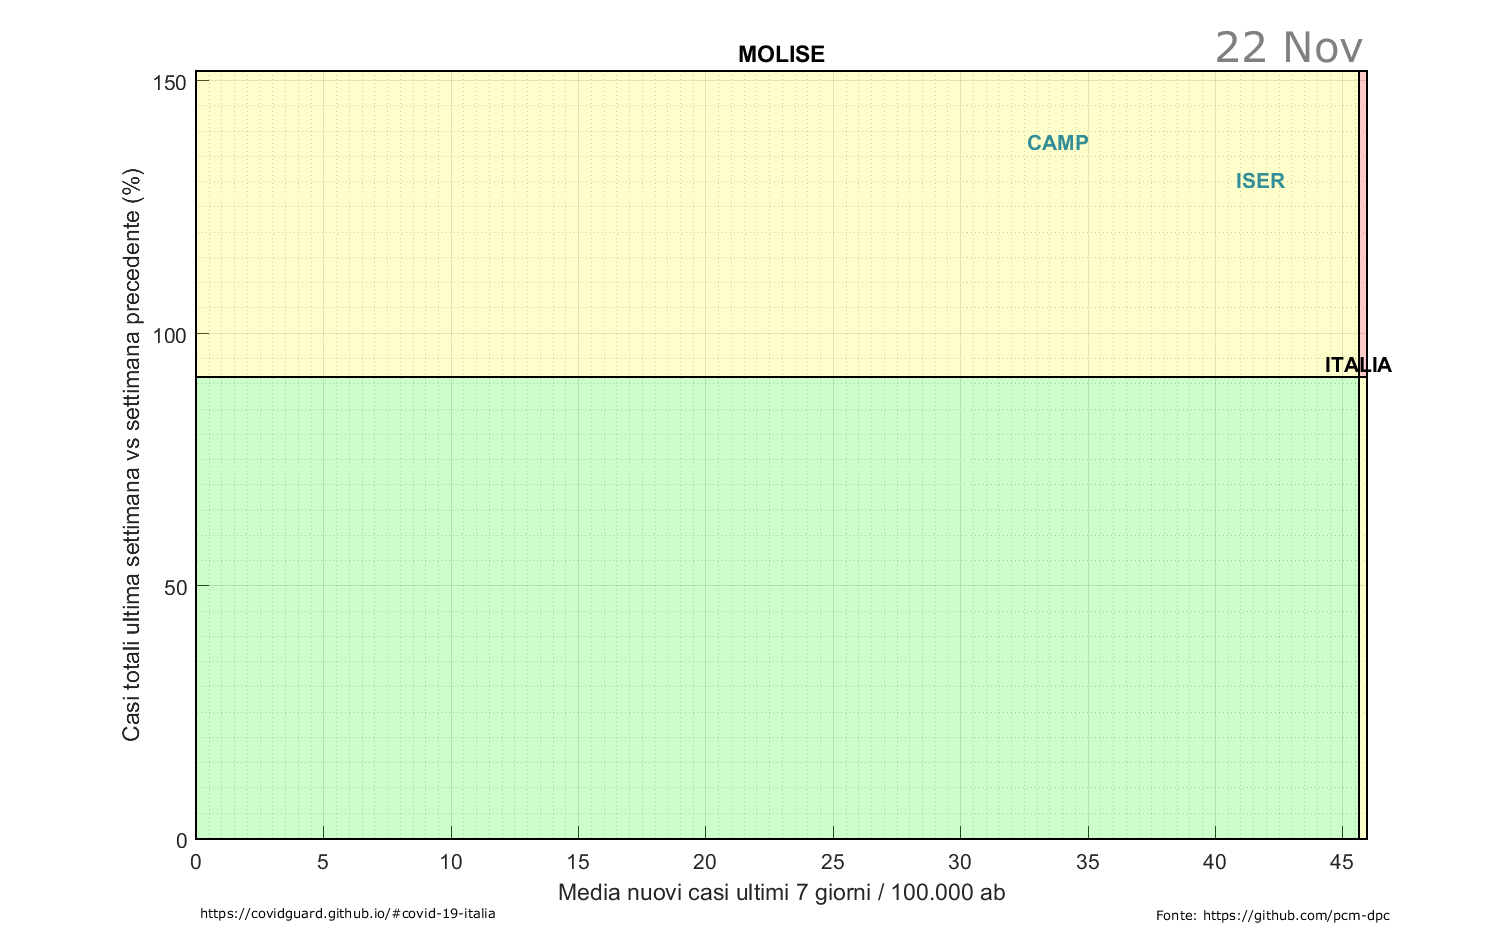 MOLISE
22 Nov
150
100
50
0
Casi totali ultima settimana vs settimana precedente (%)
CAMP
ISER
ITALIA
0 5 10 15 20 25 30 35 40 45
Media nuovi casi ultimi 7 giorni / 100.000 ab
https://covidguard.github.io/#covid-19-italia
Fonte: https://github.com/pcm-dpc